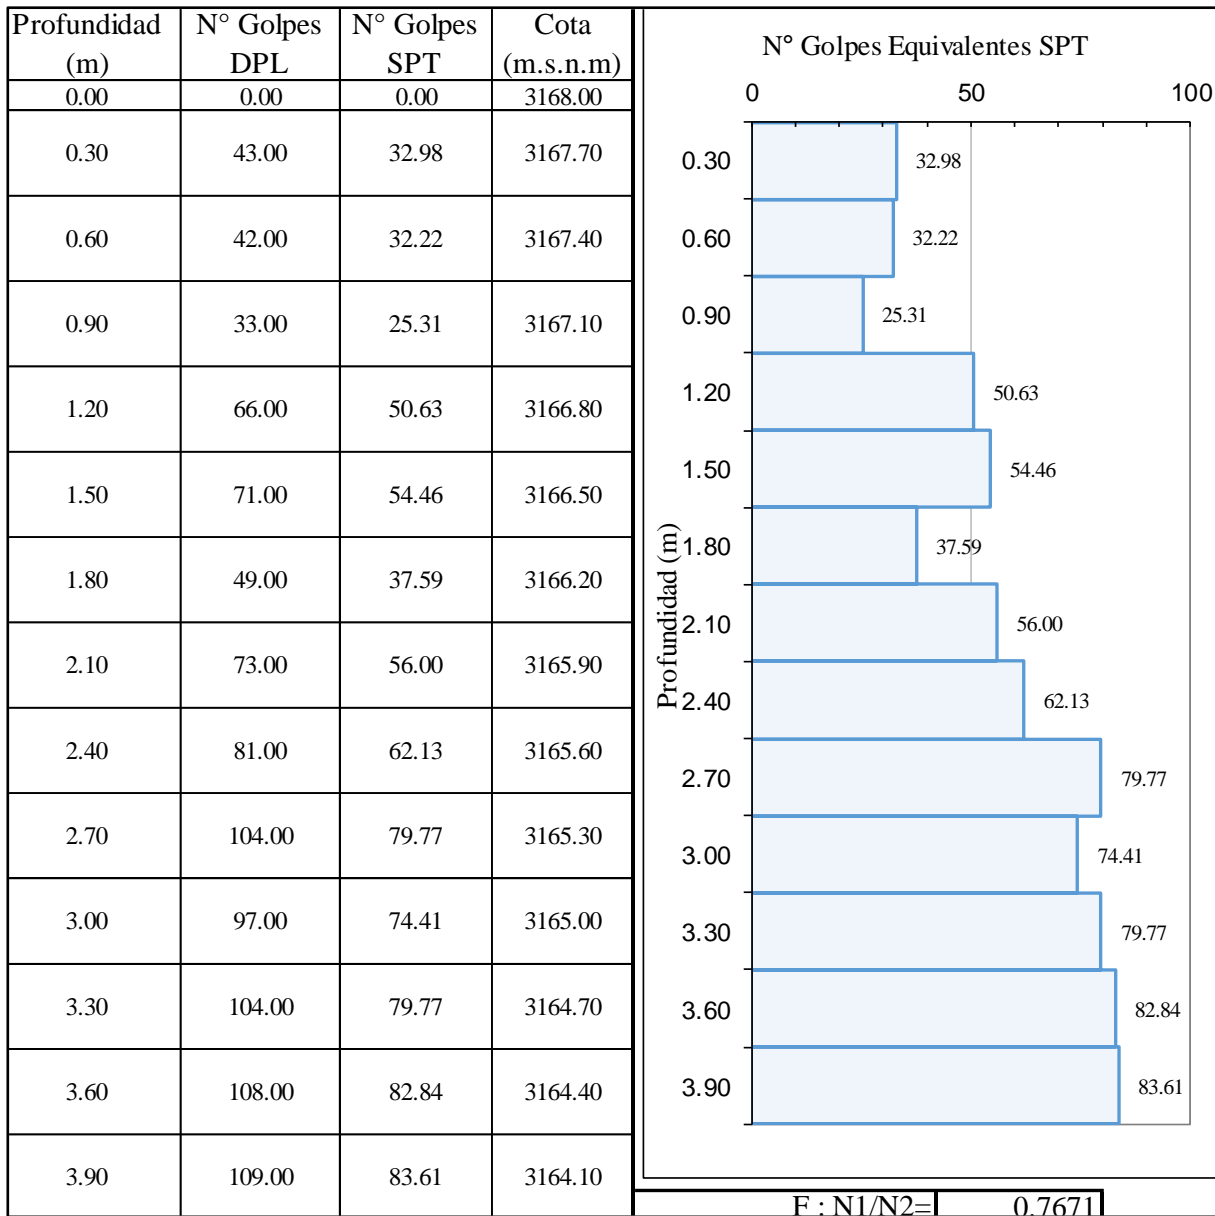 Profundidad (m) N° Golpes DPL N° Golpes SPT Cota (m.s.n.m)
0.00 0.00 0.00 3168.00
0.30 43.00 32.98 3167.70
0.60 42.00 32.22 3167.40
0.90 33.00 25.31 3167.10
1.20 66.00 50.63 3166.80
1.50 71.00 54.46 3166.50
1.80 49.00 37.59 3166.20
2.10 73.00 56.00 3165.90
2.40 81.00 62.13 3165.60
2.70 104.00 79.77 3165.30
3.00 97.00 74.41 3165.00
3.30 104.00 79.77 3164.70
3.60 108.00 82.84 3164.40
3.90 109.00 83.61 3164.10
N° Golpes Equivalentes SPT
0 50 100
Profundidad (m)
0.30 32.98
0.60 32.22
0.90 25.31
1.20 50.63
1.50 54.46
1.80 37.59
2.10 56.00
2.40 62.13
2.70 79.77
3.00 74.41
3.30 79.77
3.60 82.84
3.90 83.61
F : N1/N2= 0.7671